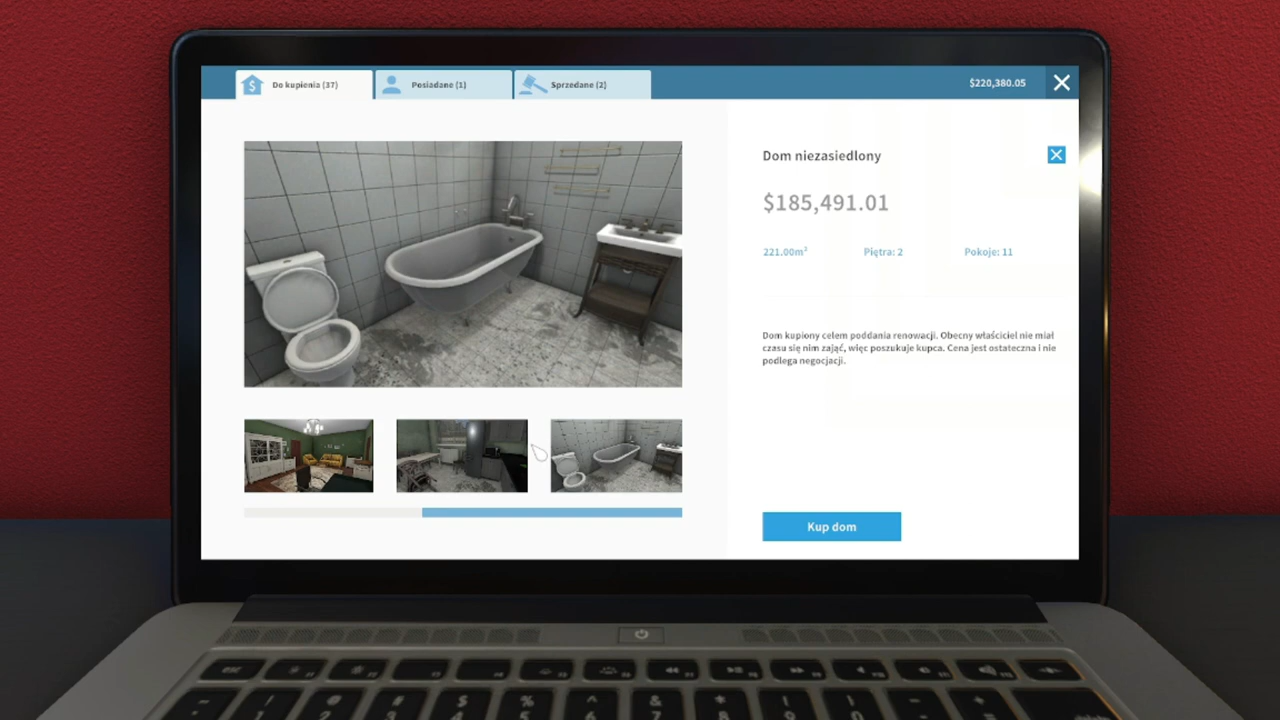 Do kupienia (37)
Posiadane (1)
Sprzedane (2)
$220,380.05
Dom niezasiedlony
$185,491.01
221.00m²
Piętra: 2
Pokoje: 11
Dom kupiony celem poddania renowacji. Obecny właściciel nie miał
czasu się nim zająć, więc poszukuje kupca. Cena jest ostateczna i nie
podlega negocjacji.
Kup dom
esc